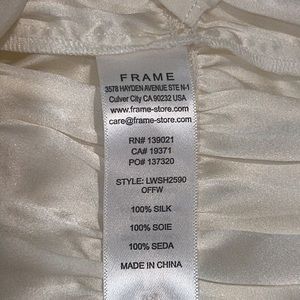 FRAME
3578 HAYDEN AVENUE STE N-1
Culver City CA 90232 USA
www.frame-store.com
care@frame-store.com
RN# 139021
CA# 19371
PO# 137320
STYLE: LWSH2590
OFFW
100% SILK
100% SOIE
100% SEDA
MADE IN CHINA